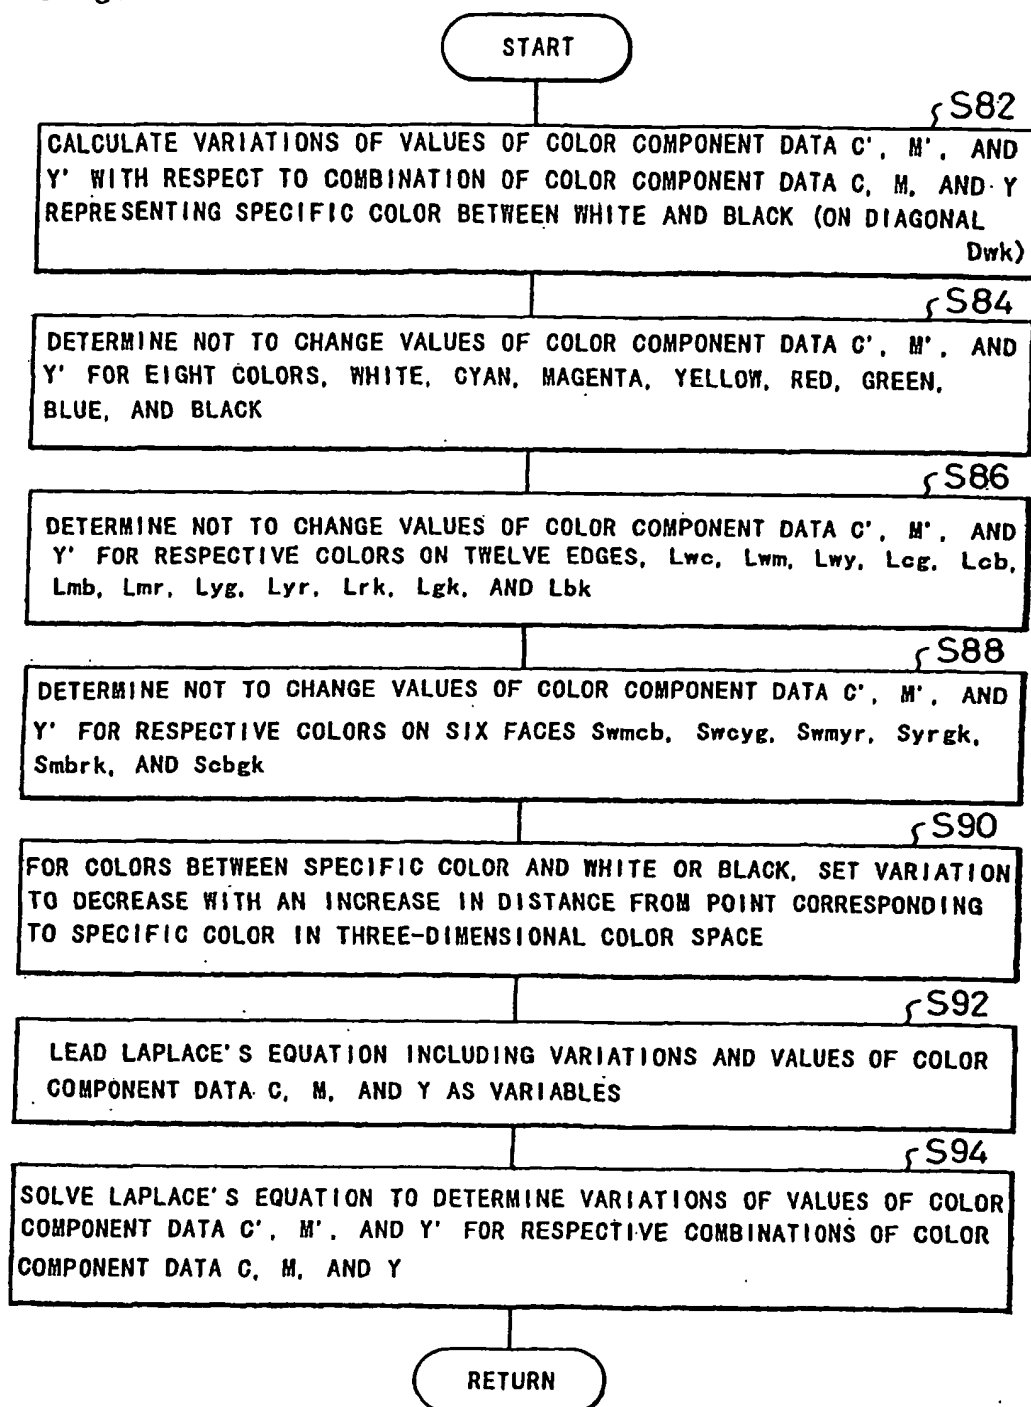 START
S82
CALCULATE VARIATIONS OF VALUES OF COLOR COMPONENT DATA C', M', AND
Y' WITH RESPECT TO COMBINATION OF COLOR COMPONENT DATA C, M, AND Y
REPRESENTING SPECIFIC COLOR BETWEEN WHITE AND BLACK (ON DIAGONAL
Dwk)
S84
DETERMINE NOT TO CHANGE VALUES OF COLOR COMPONENT DATA C', M', AND
Y' FOR EIGHT COLORS, WHITE, CYAN, MAGENTA, YELLOW, RED, GREEN,
BLUE, AND BLACK
S86
DETERMINE NOT TO CHANGE VALUES OF COLOR COMPONENT DATA C', M', AND
Y' FOR RESPECTIVE COLORS ON TWELVE EDGES, Lwc, Lwm, Lwy, Lcg, Lcb,
Lmb, Lmr, Lyg, Lyr, Lrk, Lgk, AND Lbk
S88
DETERMINE NOT TO CHANGE VALUES OF COLOR COMPONENT DATA C', M', AND
Y' FOR RESPECTIVE COLORS ON SIX FACES Swmcb, Swcyg, Swmyr, Syrgk,
Smbrk, AND Scbgk
S90
FOR COLORS BETWEEN SPECIFIC COLOR AND WHITE OR BLACK, SET VARIATION
TO DECREASE WITH AN INCREASE IN DISTANCE FROM POINT CORRESPONDING
TO SPECIFIC COLOR IN THREE-DIMENSIONAL COLOR SPACE
S92
LEAD LAPLACE'S EQUATION INCLUDING VARIATIONS AND VALUES OF COLOR
COMPONENT DATA C, M, AND Y AS VARIABLES
S94
SOLVE LAPLACE'S EQUATION TO DETERMINE VARIATIONS OF VALUES OF COLOR
COMPONENT DATA C', M', AND Y' FOR RESPECTIVE COMBINATIONS OF COLOR
COMPONENT DATA C, M, AND Y
RETURN